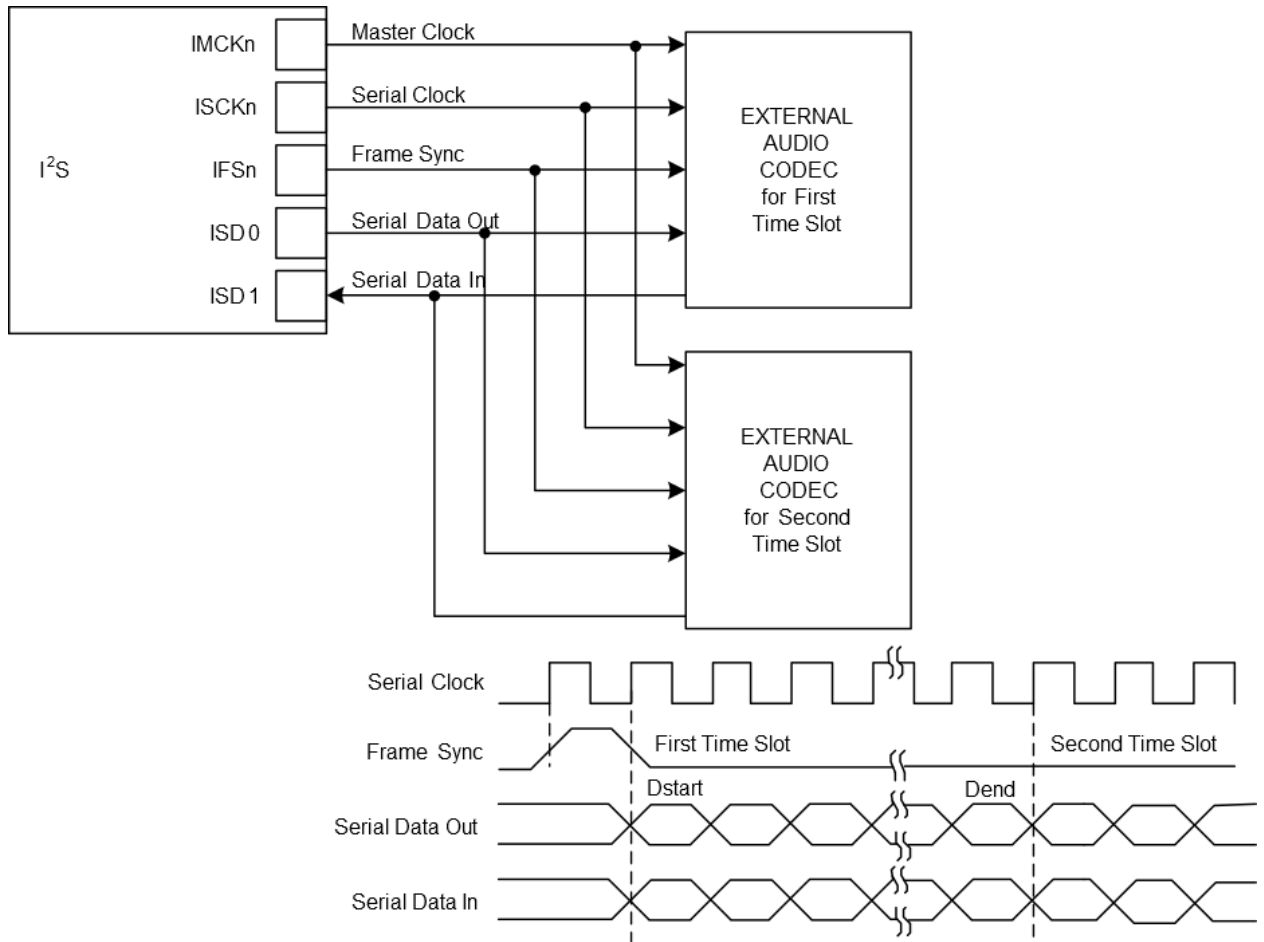 IMCKn
Master Clock
ISCKn
Serial Clock
I²S
IFSn
Frame Sync
ISD0
Serial Data Out
ISD1
Serial Data In
EXTERNAL
AUDIO
CODEC
for First
Time Slot
EXTERNAL
AUDIO
CODEC
for Second
Time Slot
Serial Clock
Frame Sync
First Time Slot
Second Time Slot
Dstart
Dend
Serial Data Out
Serial Data In